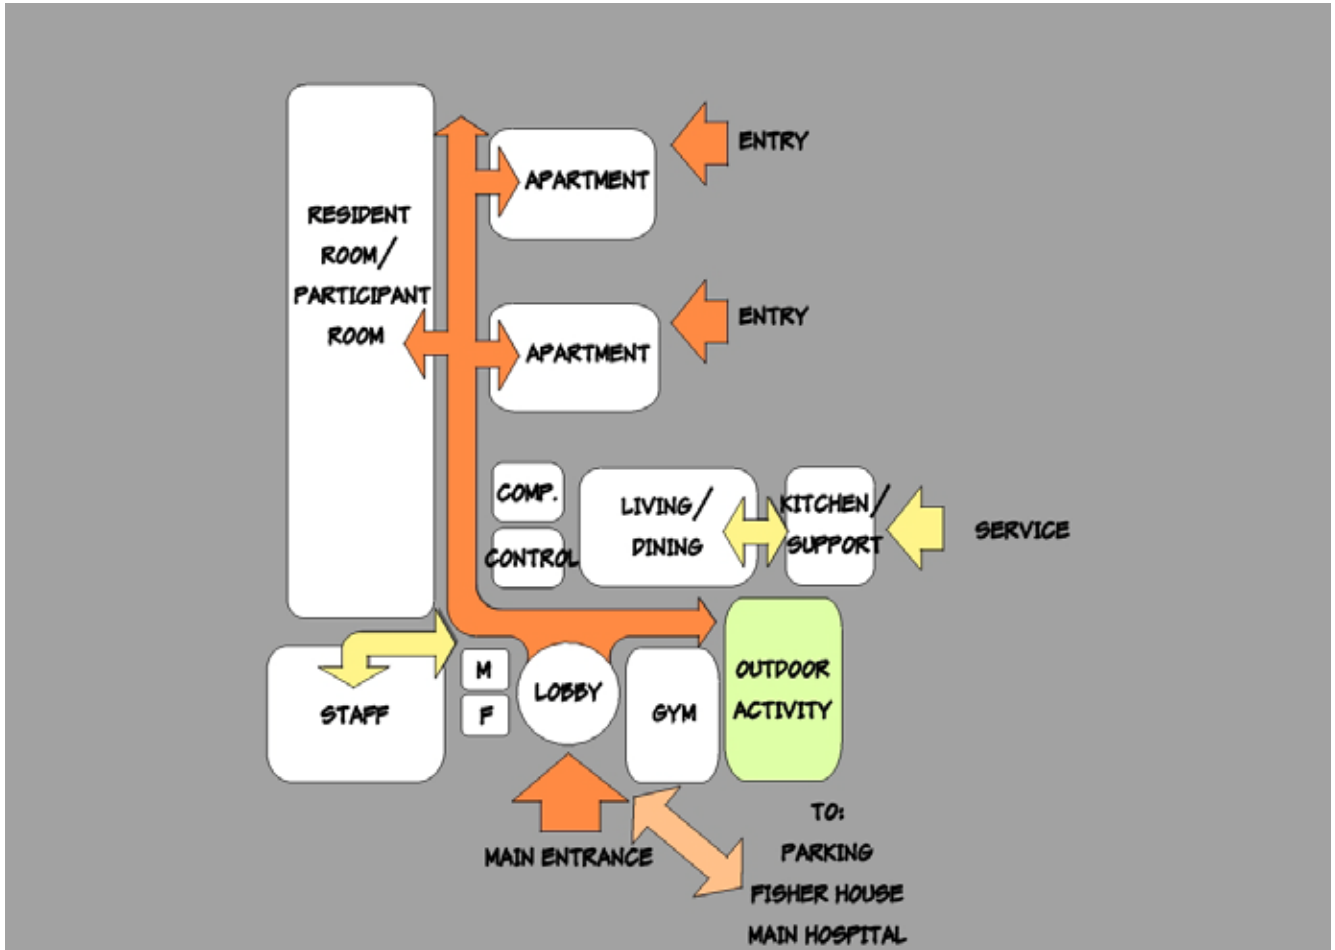 ENTRY
APARTMENT
RESIDENT
ROOM/
PARTICIPANT
ROOM
ENTRY
APARTMENT
COMP.
CONTROL
LIVING/
DINING
KITCHEN/
SUPPORT
SERVICE
STAFF
M
F
LOBBY
GYM
OUTDOOR
ACTIVITY
MAIN ENTRANCE
TO:
PARKING
FISHER HOUSE
MAIN HOSPITAL